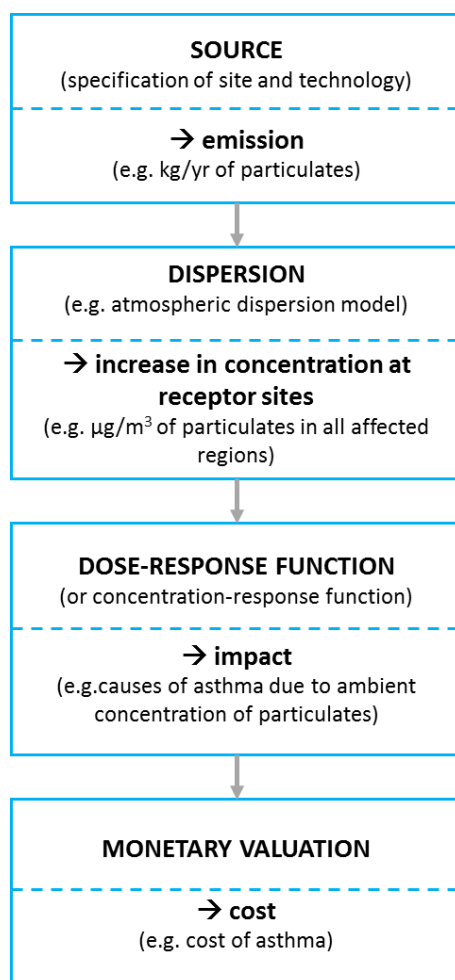 SOURCE
(specification of site and technology)
→ emission
(e.g. kg/yr of particulates)
DISPERSION
(e.g. atmospheric dispersion model)
→ increase in concentration at
receptor sites
(e.g. µg/m³ of particulates in all affected
regions)
DOSE-RESPONSE FUNCTION
(or concentration-response function)
→ impact
(e.g.causes of asthma due to ambient
concentration of particulates)
MONETARY VALUATION
→ cost
(e.g. cost of asthma)